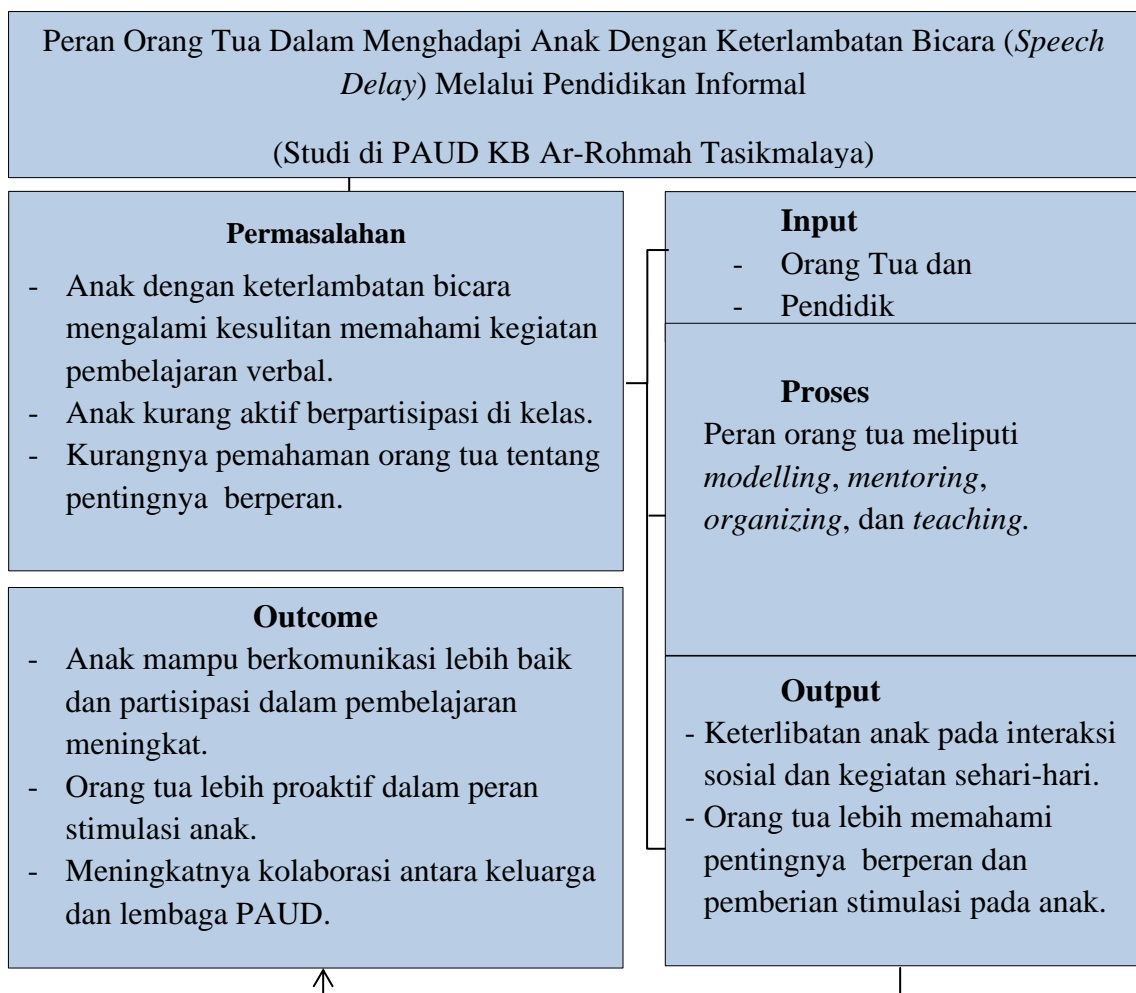 Peran Orang Tua Dalam Menghadapi Anak Dengan Keterlambatan Bicara (Speech
Delay) Melalui Pendidikan Informal
(Studi di PAUD KB Ar-Rohmah Tasikmalaya)
Permasalahan
- Anak dengan keterlambatan bicara
mengalami kesulitan memahami kegiatan
pembelajaran verbal.
- Anak kurang aktif berpartisipasi di kelas.
- Kurangnya pemahaman orang tua tentang
pentingnya berperan.
Input
- Orang Tua dan
- Pendidik
Proses
Peran orang tua meliputi
modelling, mentoring,
organizing, dan teaching.
Output
- Keterlibatan anak pada interaksi
sosial dan kegiatan sehari-hari.
- Orang tua lebih memahami
pentingnya berperan dan
pemberian stimulasi pada anak.
Outcome
- Anak mampu berkomunikasi lebih baik
dan partisipasi dalam pembelajaran
meningkat.
- Orang tua lebih proaktif dalam peran
stimulasi anak.
- Meningkatnya kolaborasi antara keluarga
dan lembaga PAUD.